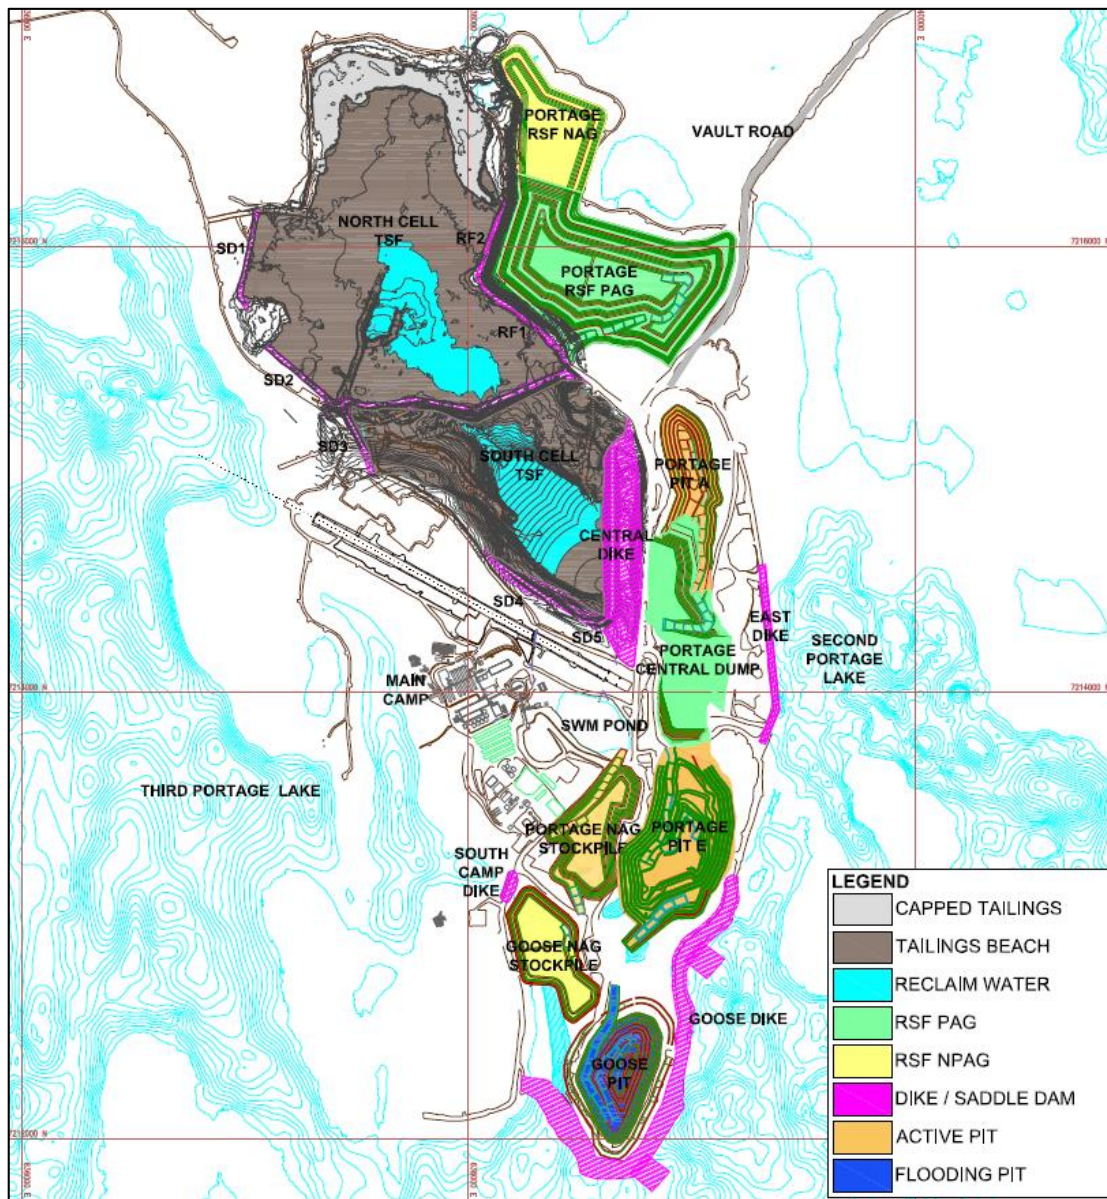 PORTAGE
RSF NAG
VAULT ROAD
NORTH CELL
TSF
SD1
RF2
7216000 N
PORTAGE
RSF PAG
RF1
SD2
SD3
SOUTH CELL
TSF
PORTAGE
PIT A
CENTRAL
DIKE
SD4
SD5
EAST
DIKE
SECOND
PORTAGE
LAKE
PORTAGE
CENTRAL DUMP
MAIN
CAMP
7214000 N
SWM POND
THIRD PORTAGE LAKE
PORTAGE NAG
STOCKPILE
PORTAGE
PIT E
SOUTH
CAMP
DIKE
GOOSE NAG
STOCKPILE
GOOSE DIKE
GOOSE
PIT
LEGEND
CAPPED TAILINGS
TAILINGS BEACH
RECLAIM WATER
RSF PAG
RSF NPAG
DIKE / SADDLE DAM
ACTIVE PIT
FLOODING PIT